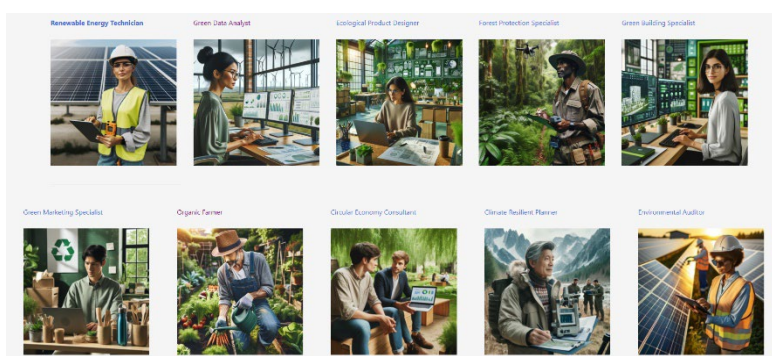 Renewable Energy Technician
Green Data Analyst
Ecological Product Designer
Forest Protection Specialist
Green Building Specialist
Green Marketing Specialist
Organic Farmer
Circular Economy Consultant
Climate Resilient Planner
Environmental Auditor